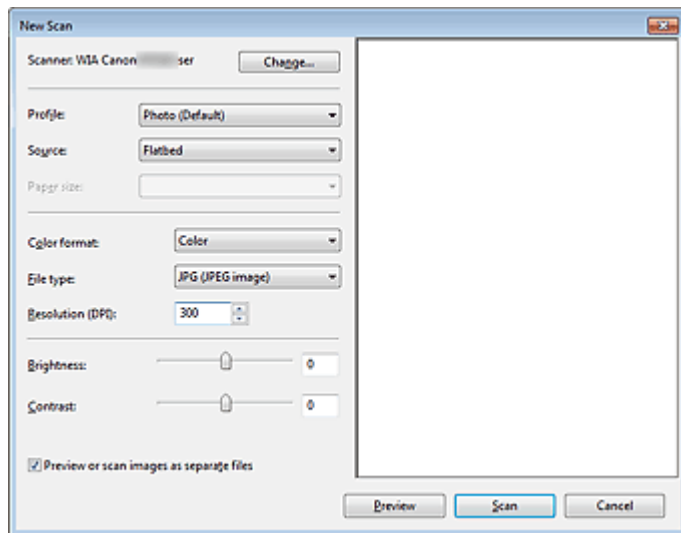 New Scan
Scanner: WIA Canon ser
Change...
Profile:
Photo (Default)
Source:
Flatbed
Paper size:
Color format:
Color
File type:
JPG (JPEG image)
Resolution (DPI):
300
Brightness:
0
Contrast:
0
Preview or scan images as separate files
Preview
Scan
Cancel